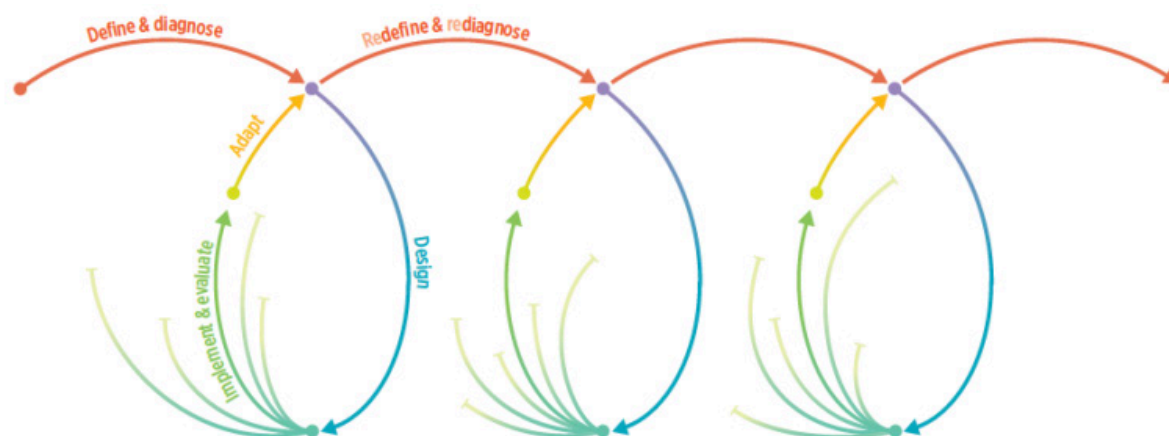 Define & diagnose
Redefine & rediagnose
Adapt
Implement & evaluate
Design